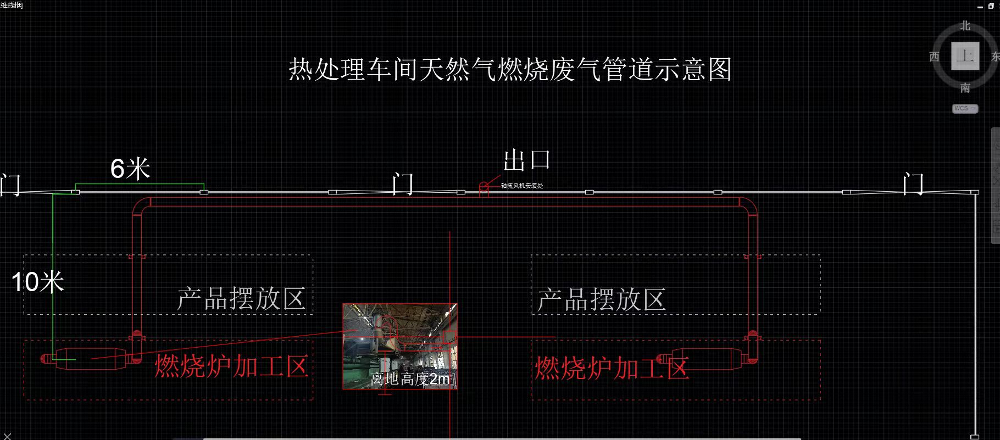 维线框
北
西
上
东
南
WCS
热处理车间天然气燃烧废气管道示意图
出口
6米
门
门
门
轴流风机安装处
10米
产品摆放区
产品摆放区
燃烧炉加工区
燃烧炉加工区
离地高度2m